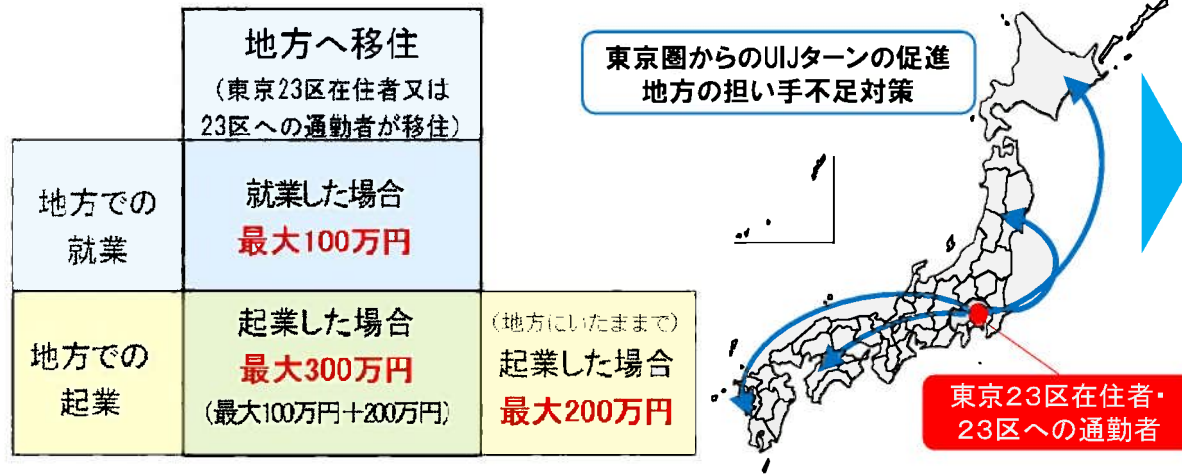 地方へ移住
（東京23区在住者又は
23区への通勤者が移住）
東京圏からのUIJターンの促進
地方の担い手不足対策
地方での
就業
就業した場合
最大100万円
地方での
起業
起業した場合
最大300万円
（最大100万円＋200万円）
（地方にいたままで）
起業した場合
最大200万円
東京23区在住者・
23区への通勤者